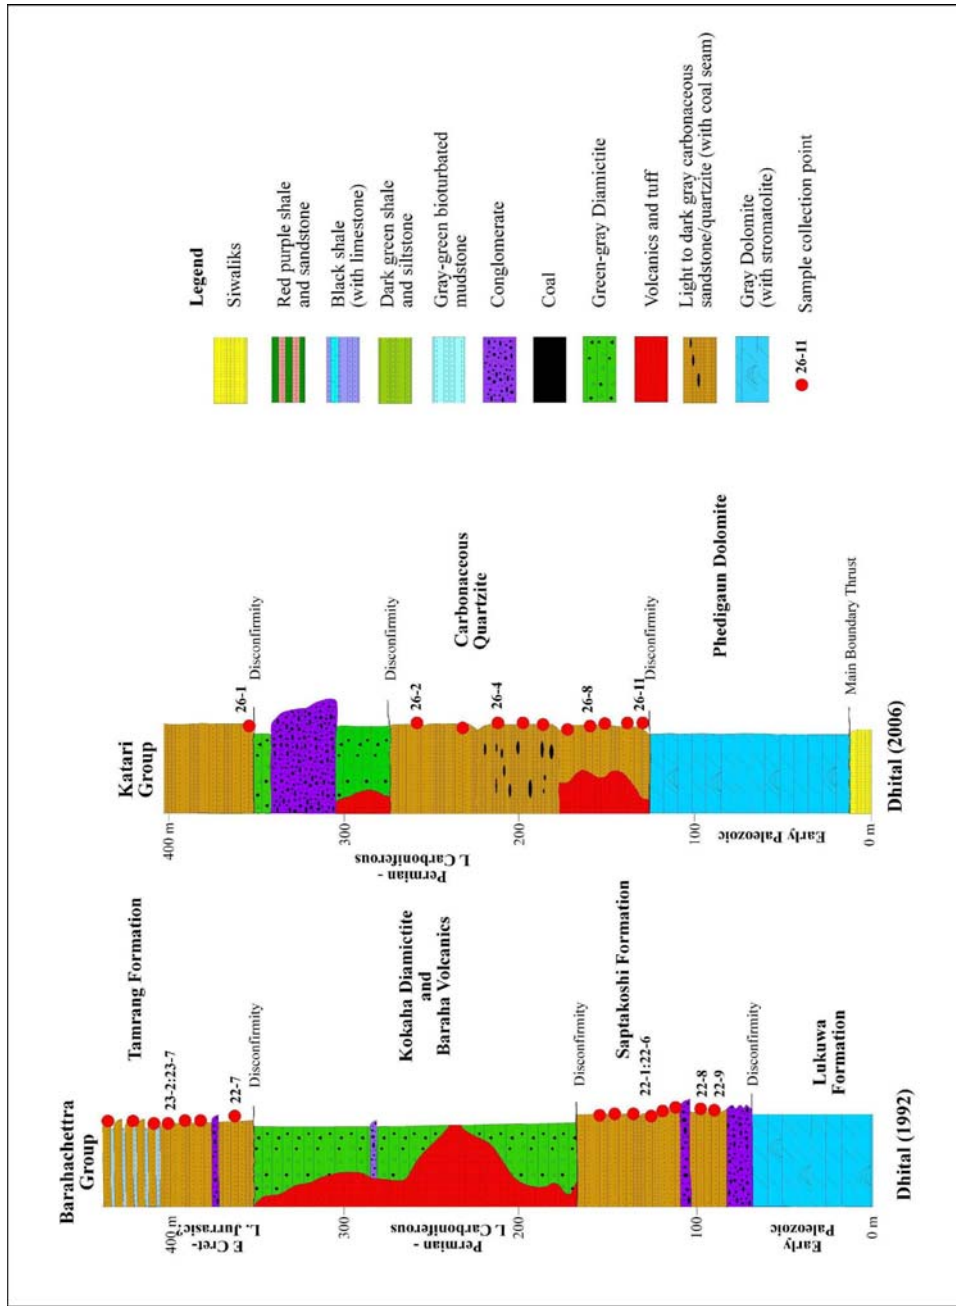 Barahachettra
Group
Tamrang Formation
23-2:23-7
22-7
Disconfirmity
Kokaha Diamictite
and
Baraha Volcanics
Disconfirmity
Saptakoshi Formation
22-1:22-6
22-8
22-9
Disconfirmity
Lukuwa
Formation
400 m
300
200
100
0 m
E Cret-
L. Jurrasic?
Permian -
L Carboniferous
Early
Paleozoic
Dhital (1992)
Katari
Group
26-1
Disconfirmity
Disconfirmity
26-2
Carbonaceous
Quartzite
26-4
26-8
26-11
Disconfirmity
Phedigaun Dolomite
Main Boundary Thrust
400 m
300
200
100
0 m
Permian -
L Carboniferous
Early Paleozoic
Dhital (2006)
Legend
Siwaliks
Red purple shale
and sandstone
Black shale
(with limestone)
Dark green shale
and siltstone
Gray-green bioturbated
mudstone
Conglomerate
Coal
Green-gray Diamictite
Volcanics and tuff
Light to dark gray carbonaceous
sandstone/quartzite (with coal seam)
Gray Dolomite
(with stromatolite)
26-11 Sample collection point